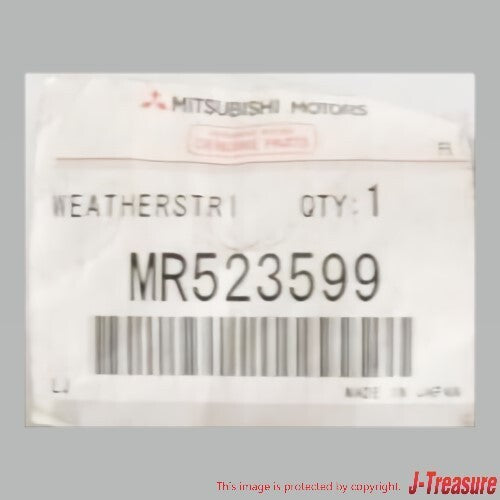 MITSUBISHI MOTORS
GENUINE PARTS
WEATHERSTRI QTY:1
MR523599
LJ MADE IN JAPAN
This image is protected by copyright. J-Treasure